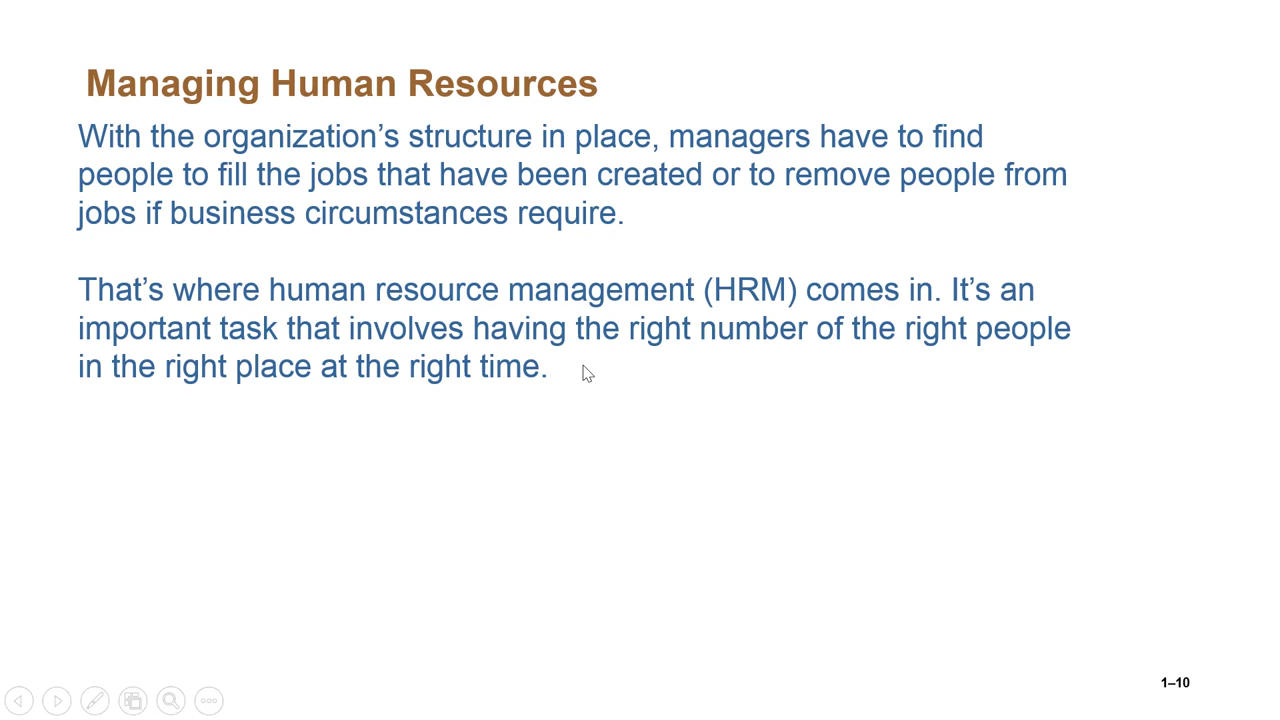 Managing Human Resources
With the organization’s structure in place, managers have to find
people to fill the jobs that have been created or to remove people from
jobs if business circumstances require.
That’s where human resource management (HRM) comes in. It’s an
important task that involves having the right number of the right people
in the right place at the right time.
1–10